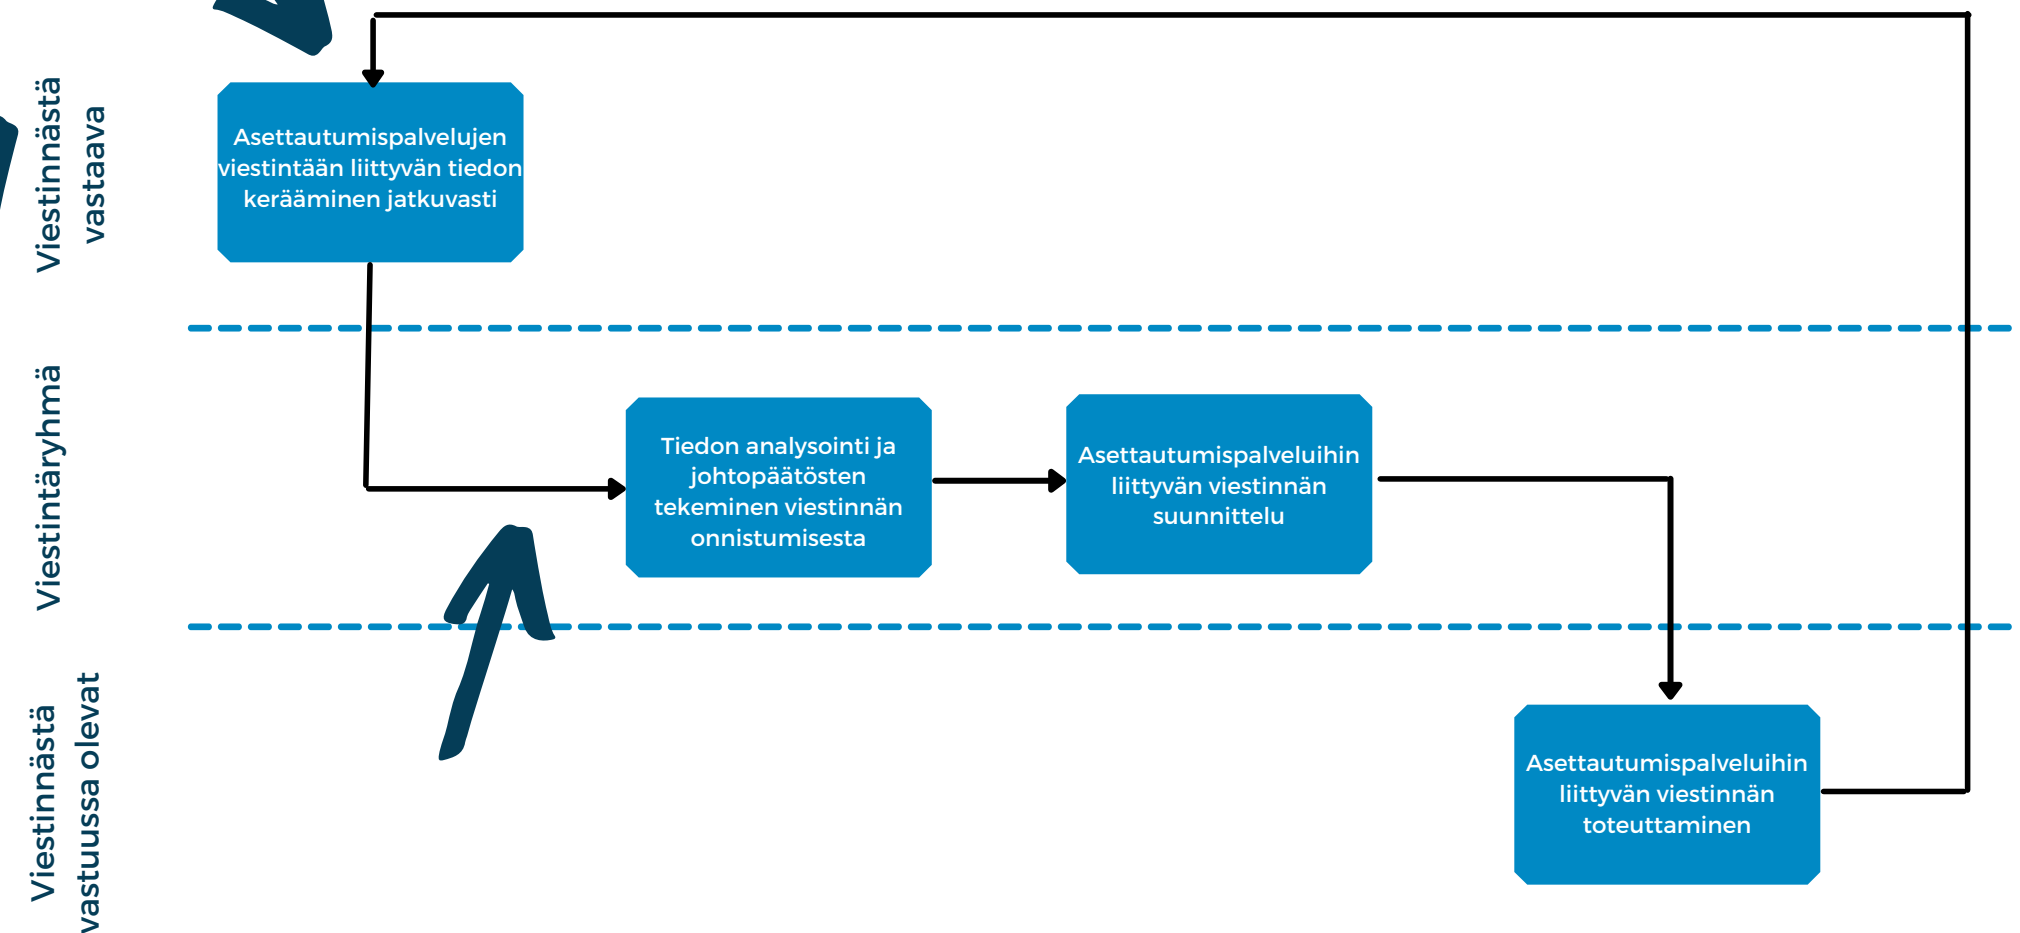 Viestinnästä
vastaava
Asettautumispalvelujen
viestintään liittyvän tiedon
kerääminen jatkuvasti
Viestintäryhmä
Tiedon analysointi ja
johtopäätösten
tekeminen viestinnän
onnistumisesta
Asettautumispalveluihin
liittyvän viestinnän
suunnittelu
Viestinnästä
vastuussa olevat
Asettautumispalveluihin
liittyvän viestinnän
toteuttaminen